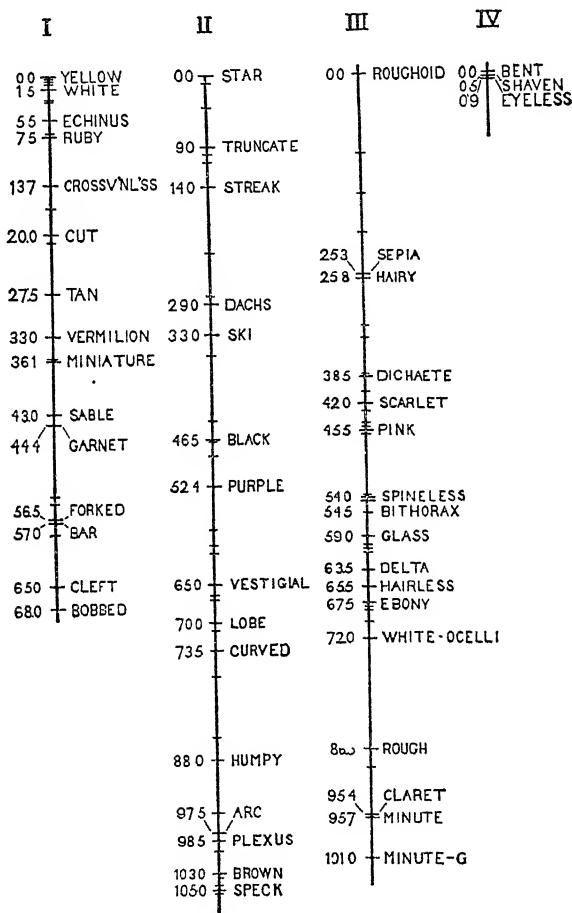 I
00 YELLOW
15 WHITE
55 ECHINUS
75 RUBY
137 CROSSV'NL'SS
20.0 CUT
275 TAN
330 VERMILION
361 MINIATURE
430 SABLE
444 GARNET
565 FORKED
570 BAR
650 CLEFT
680 BOBBED
II
00 STAR
90 TRUNCATE
140 STREAK
290 DACHS
330 SKI
465 BLACK
524 PURPLE
650 VESTIGIAL
700 LOBE
735 CURVED
880 HUMPY
975 ARC
985 PLEXUS
1030 BROWN
1050 SPECK
III
00 ROUGHOID
253 SEPIA
258 HAIRY
385 DICHAETE
420 SCARLET
455 PINK
540 SPINELESS
545 BITHORAX
590 GLASS
635 DELTA
655 HAIRLESS
675 EBONY
720 WHITE-OCELLI
ROUGH
954 CLARET
957 MINUTE
1010 MINUTE-G
IV
00 BENT
05 SHAVEN
09 EYELESS